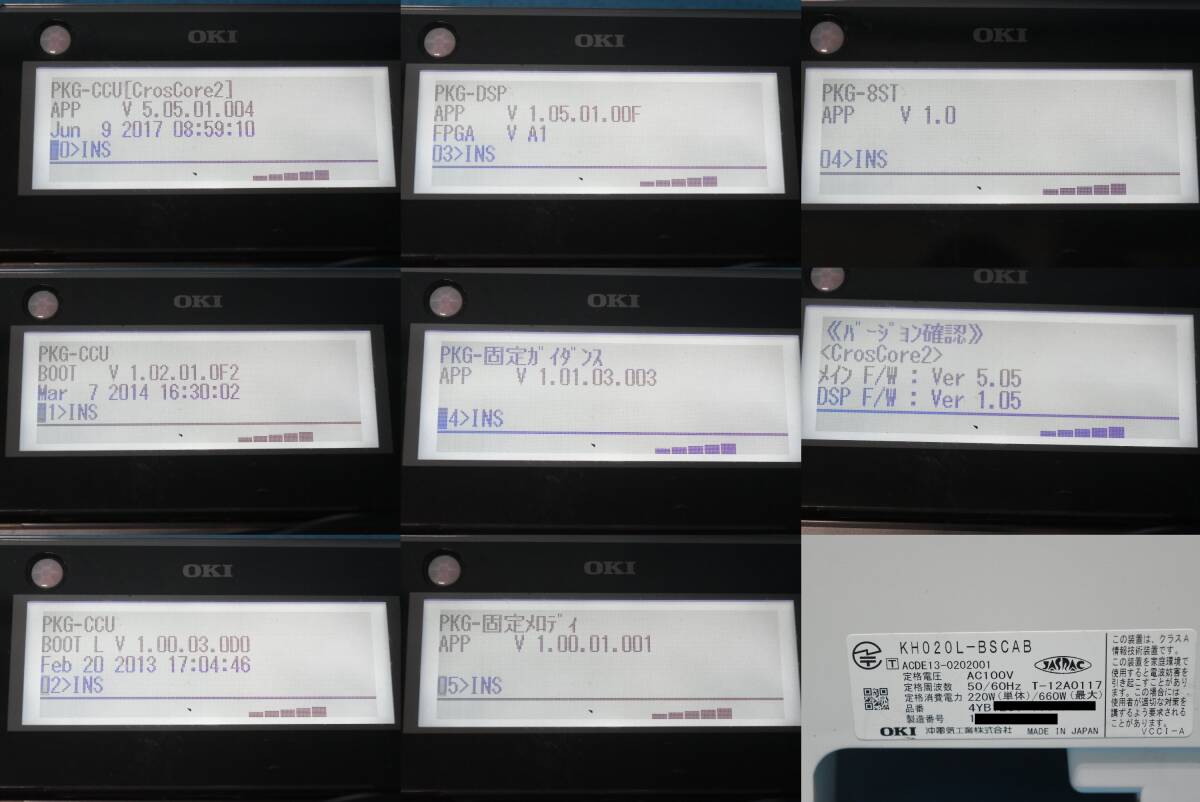 OKI
PKG-CCU[CrosCore2]
APP V 5.05.01.004
Jun 9 2017 08:59:10
0>INS
OKI
PKG-DSP
APP V 1.05.01.00F
FPGA V A1
03>INS
OKI
PKG-8ST
APP V 1.0
04>INS
OKI
PKG-CCU
BOOT V 1.02.01.0F2
Mar 7 2014 16:30:02
1>INS
OKI
PKG-固定ｶﾞｲﾀﾞﾝｽ
APP V 1.01.03.003
4>INS
OKI
《ﾊﾞｰｼﾞｮﾝ確認》
<CrosCore2>
ﾒｲﾝ F/W : Ver 5.05
DSP F/W : Ver 1.05
OKI
PKG-CCU
BOOT L V 1.00.03.0D0
Feb 20 2013 17:04:46
02>INS
OKI
PKG-固定ﾒﾛﾃﾞｨ
APP V 1.00.01.001
05>INS
KH020L-BSCAB
T ACDE13-0202001
定格電圧 AC100V
定格周波数 50/60Hz T-12A0117
定格消費電力 220W(単体)/660W(最大)
品番 4YB
製造番号 1
OKI 沖電気工業株式会社 MADE IN JAPAN
JASRAC
この装置は、クラスA
情報技術装置です。
この装置を家庭環境で
使用すると電波妨害を
引き起こすことがあり
ます。この場合には
使用者が適切な対策を
講ずるよう要求される
ことがあります。
VCCI-A